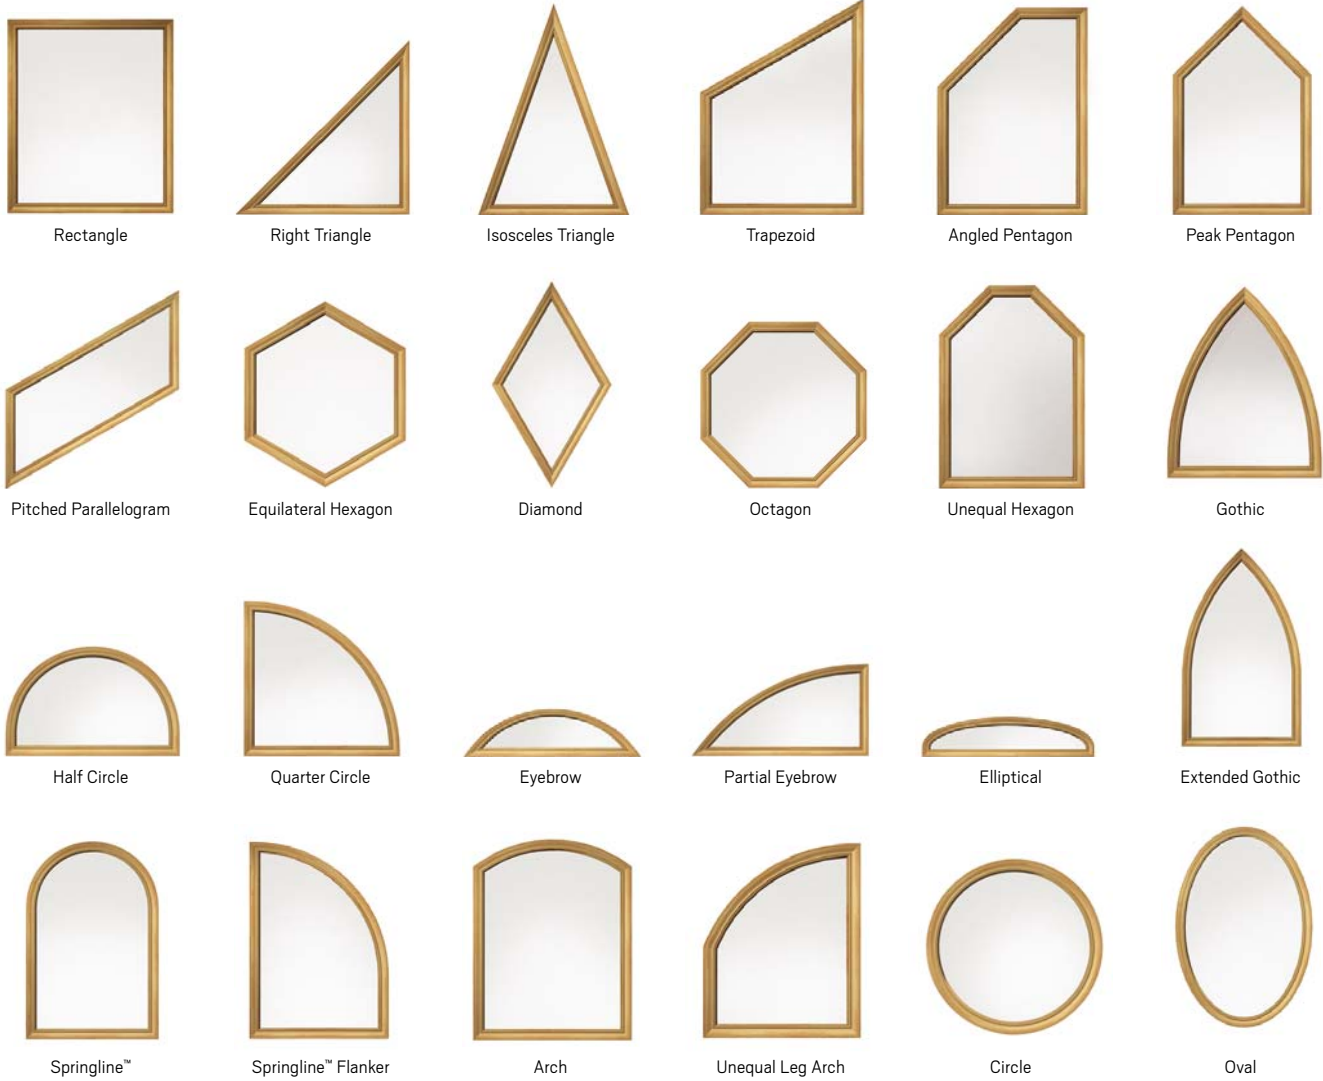 Rectangle
Right Triangle
Isosceles Triangle
Trapezoid
Angled Pentagon
Peak Pentagon
Pitched Parallelogram
Equilateral Hexagon
Diamond
Octagon
Unequal Hexagon
Gothic
Half Circle
Quarter Circle
Eyebrow
Partial Eyebrow
Elliptical
Extended Gothic
Springline™
Springline™ Flanker
Arch
Unequal Leg Arch
Circle
Oval